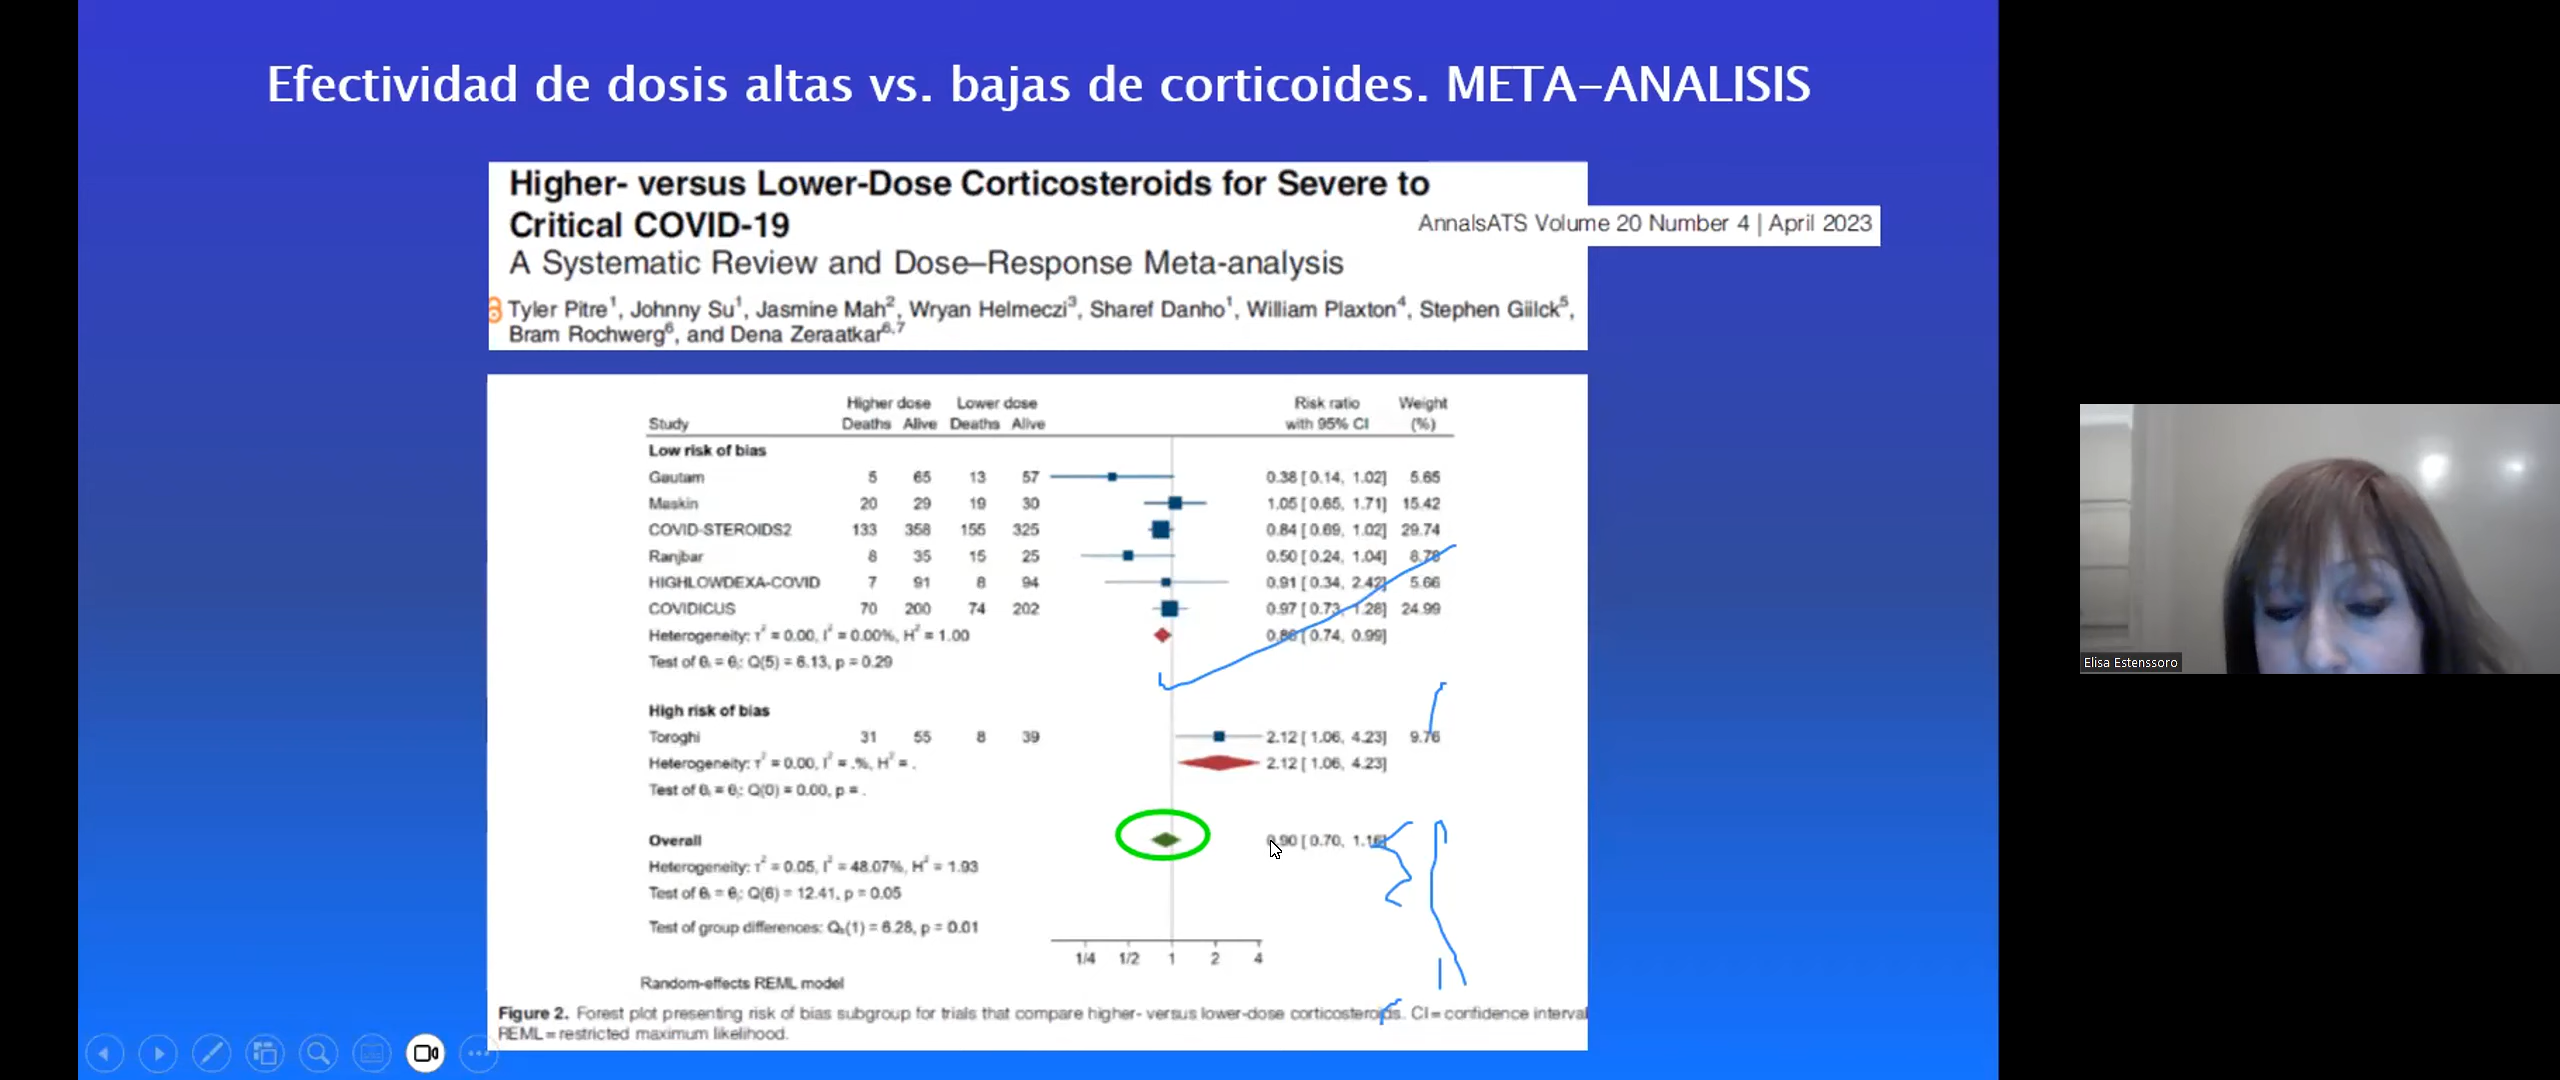 Efectividad de dosis altas vs. bajas de corticoides. META-ANALISIS
Higher- versus Lower-Dose Corticosteroids for Severe to
Critical COVID-19
AnnalsATS Volume 20 Number 4 | April 2023
A Systematic Review and Dose–Response Meta-analysis
Tyler Pitre1, Johnny Su1, Jasmine Mah2, Wryan Helmeczi3, Sharef Danho1, William Plaxton4, Stephen Giilck5,
Bram Rochwerg6, and Dena Zeraatkar6,7
Higher dose Lower dose Risk ratio Weight
Study Deaths Alive Deaths Alive with 95% CI (%)
Low risk of bias
Gautam 5 65 13 57 0.38 [ 0.14, 1.02] 5.65
Maskin 20 29 19 30 1.05 [ 0.65, 1.71] 15.42
COVID-STEROIDS2 133 358 155 325 0.84 [ 0.69, 1.02] 29.74
Ranjbar 8 35 15 25 0.50 [ 0.24, 1.04] 8.78
HIGHLOWDEXA-COVID 7 91 8 94 0.91 [ 0.34, 2.42] 5.66
COVIDICUS 70 200 74 202 0.97 [ 0.73, 1.28] 24.99
Heterogeneity: τ² = 0.00, I² = 0.00%, H² = 1.00 [ 0.74, 0.99]
Test of θᵢ = θⱼ: Q(5) = 6.13, p = 0.29
High risk of bias
Toroghi 31 55 8 39 2.12 [ 1.06, 4.23] 9.76
Heterogeneity: τ² = 0.00, I² = .%, H² = . 2.12 [ 1.06, 4.23]
Test of θᵢ = θⱼ: Q(0) = 0.00, p = .
Overall 0.90 [ 0.70, 1.16]
Heterogeneity: τ² = 0.05, I² = 48.07%, H² = 1.93
Test of θᵢ = θⱼ: Q(6) = 12.41, p = 0.05
Test of group differences: Qb(1) = 6.28, p = 0.01
1/4 1/2 1 2 4
Random-effects REML model
Figure 2. Forest plot presenting risk of bias subgroup for trials that compare higher- versus lower-dose corticosteroids. CI = confidence interval
REML = restricted maximum likelihood.
Elisa Estenssoro